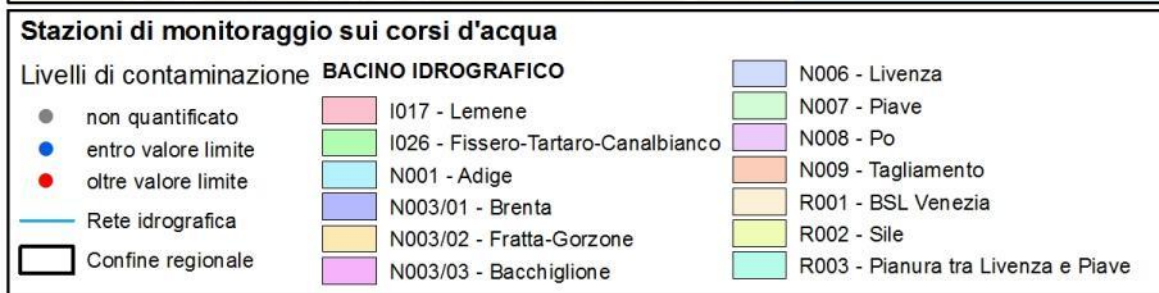 Stazioni di monitoraggio sui corsi d'acqua
Livelli di contaminazione
non quantificato
entro valore limite
oltre valore limite
Rete idrografica
Confine regionale
BACINO IDROGRAFICO
I017 - Lemene
I026 - Fissero-Tartaro-Canalbianco
N001 - Adige
N003/01 - Brenta
N003/02 - Fratta-Gorzone
N003/03 - Bacchiglione
N006 - Livenza
N007 - Piave
N008 - Po
N009 - Tagliamento
R001 - BSL Venezia
R002 - Sile
R003 - Pianura tra Livenza e Piave